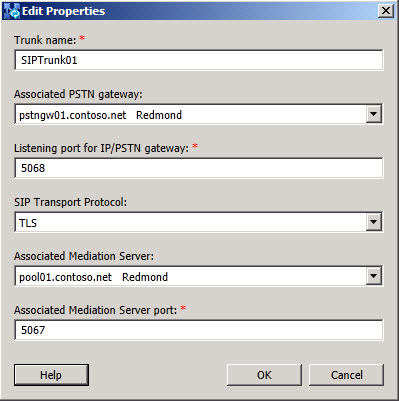 Edit Properties
Trunk name: *
SIPTrunk01
Associated PSTN gateway:
pstngw01.contoso.net Redmond
Listening port for IP/PSTN gateway: *
5068
SIP Transport Protocol:
TLS
Associated Mediation Server:
pool01.contoso.net Redmond
Associated Mediation Server port: *
5067
Help OK Cancel